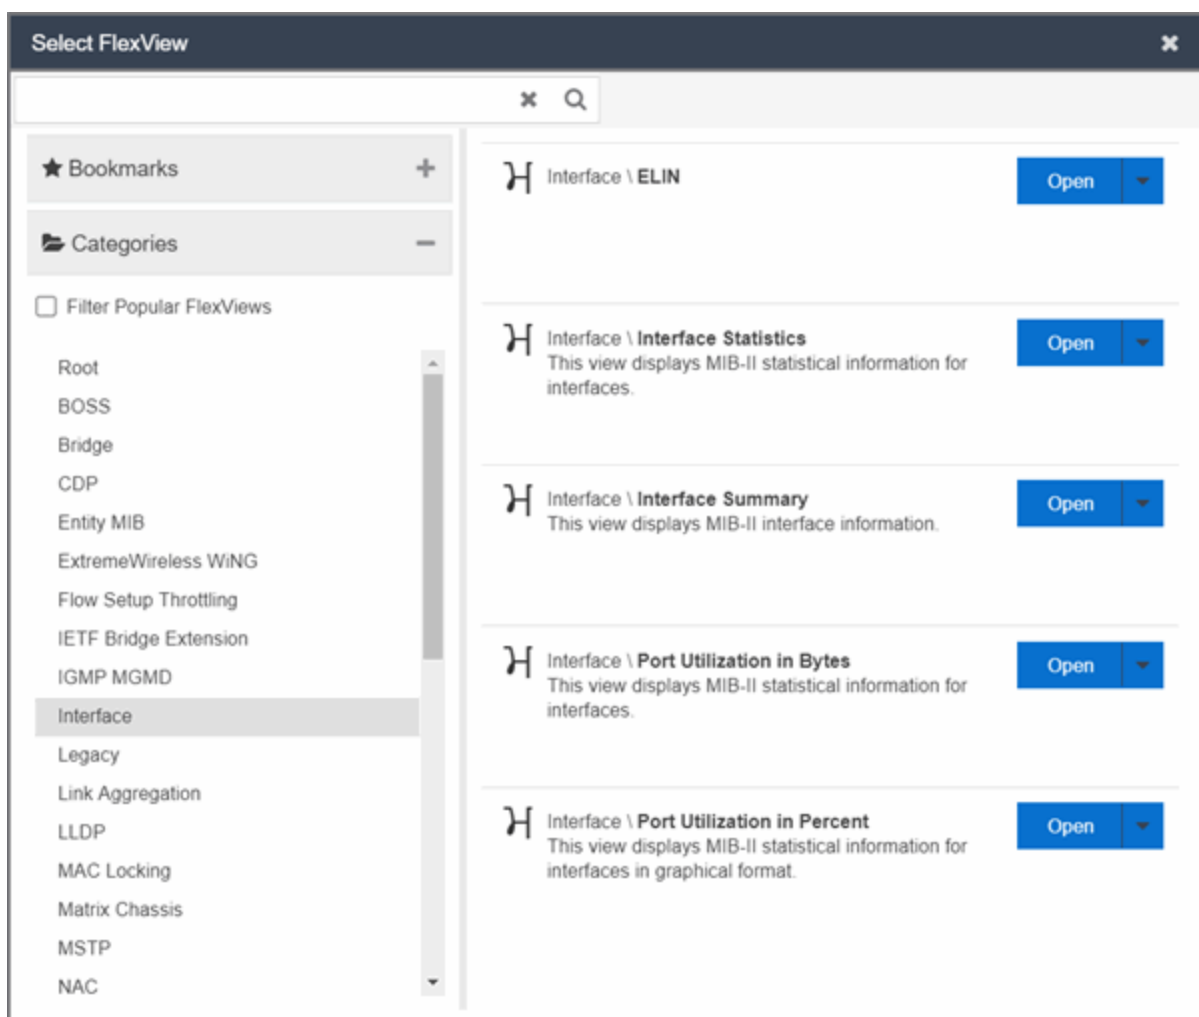 Select FlexView
Bookmarks
Categories
Filter Popular FlexViews
Root
BOSS
Bridge
CDP
Entity MIB
ExtremeWireless WiNG
Flow Setup Throttling
IETF Bridge Extension
IGMP MGMD
Interface
Legacy
Link Aggregation
LLDP
MAC Locking
Matrix Chassis
MSTP
NAC
Interface \ ELIN
Open
Interface \ Interface Statistics
This view displays MIB-II statistical information for
interfaces.
Open
Interface \ Interface Summary
This view displays MIB-II interface information.
Open
Interface \ Port Utilization in Bytes
This view displays MIB-II statistical information for
interfaces.
Open
Interface \ Port Utilization in Percent
This view displays MIB-II statistical information for
interfaces in graphical format.
Open